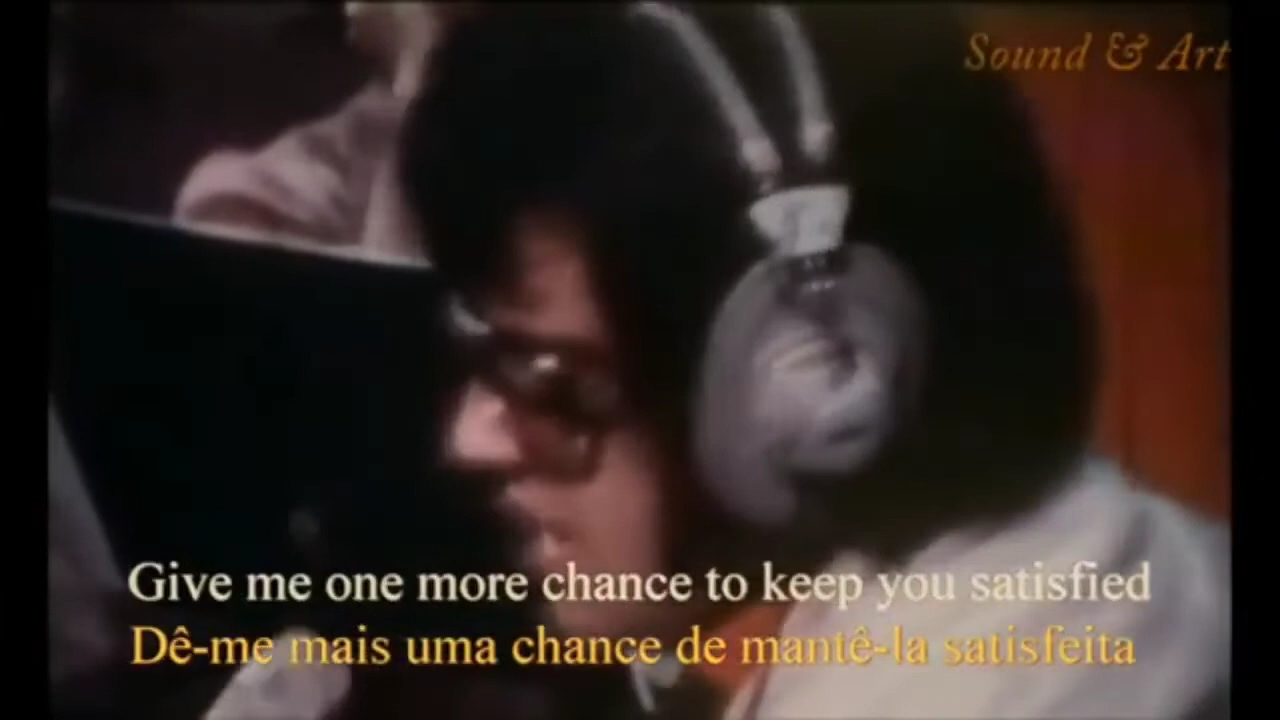 Sound & Art
Give me one more chance to keep you satisfied
Dê-me mais uma chance de mantê-la satisfeita